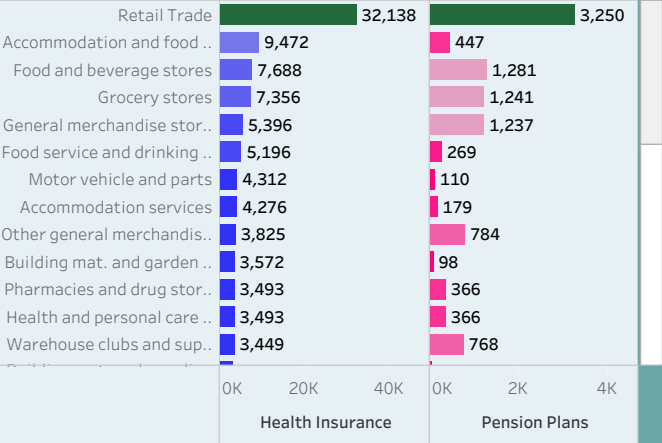 Retail Trade 32,138 3,250
Accommodation and food .. 9,472 447
Food and beverage stores 7,688 1,281
Grocery stores 7,356 1,241
General merchandise stor.. 5,396 1,237
Food service and drinking .. 5,196 269
Motor vehicle and parts 4,312 110
Accommodation services 4,276 179
Other general merchandis.. 3,825 784
Building mat. and garden .. 3,572 98
Pharmacies and drug stor.. 3,493 366
Health and personal care .. 3,493 366
Warehouse clubs and sup.. 3,449 768
0K 20K 40K 0K 2K 4K
Health Insurance Pension Plans